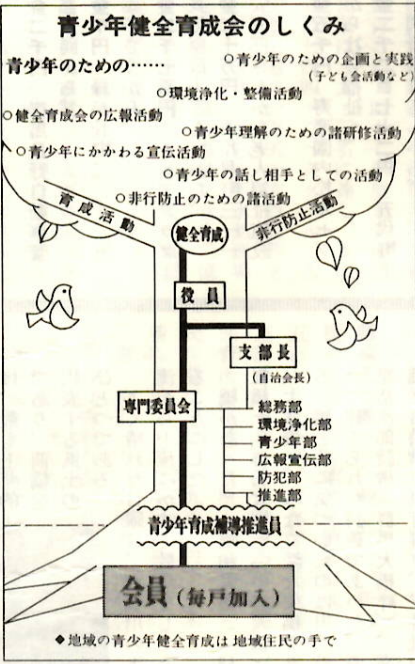 青少年健全育成会のしくみ
青少年のための……
○青少年のための企画と実践
(子ども会活動など)
○環境浄化・整備活動
○健全育成会の広報活動
○青少年理解のための諸研修活動
○青少年にかかわる宣伝活動
○青少年の話し相手としての活動
○非行防止のための諸活動
育成活動
非行防止活動
健全育成
役員
支部長
(自治会長)
専門委員会
総務部
環境浄化部
青少年部
広報宣伝部
防犯部
推進部
青少年育成補導推進員
会員(毎戸加入)
◆地域の青少年健全育成は地域住民の手で